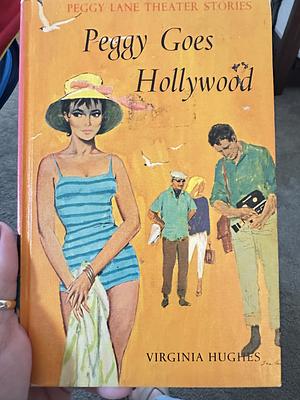 PEGGY LANE THEATER STORIES
Peggy Goes
Hollywood
VIRGINIA HUGHES